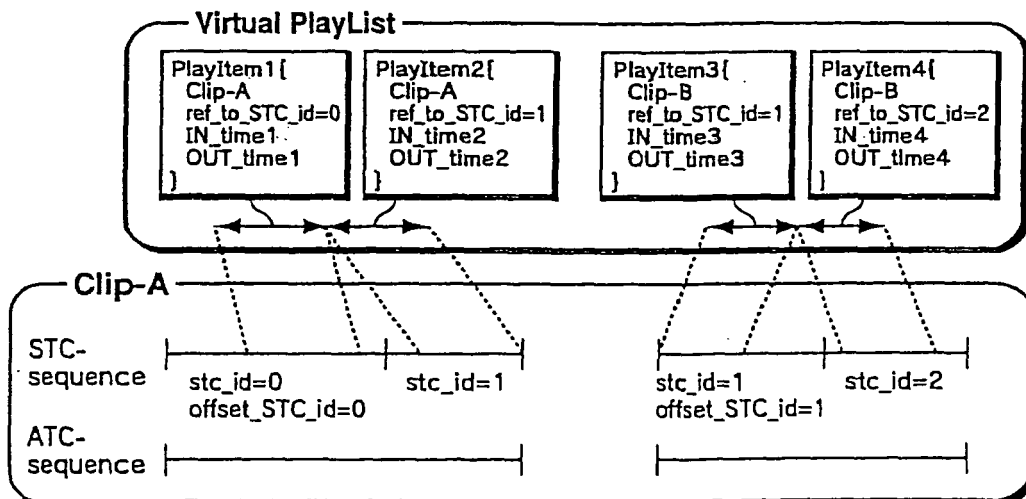 Virtual PlayList
PlayItem1{
Clip-A
ref_to_STC_id=0
IN_time1
OUT_time1
}
PlayItem2{
Clip-A
ref_to_STC_id=1
IN_time2
OUT_time2
}
PlayItem3{
Clip-B
ref_to_STC_id=1
IN_time3
OUT_time3
}
PlayItem4{
Clip-B
ref_to_STC_id=2
IN_time4
OUT_time4
}
Clip-A
STC-
sequence
stc_id=0
offset_STC_id=0
stc_id=1
stc_id=1
offset_STC_id=1
stc_id=2
ATC-
sequence